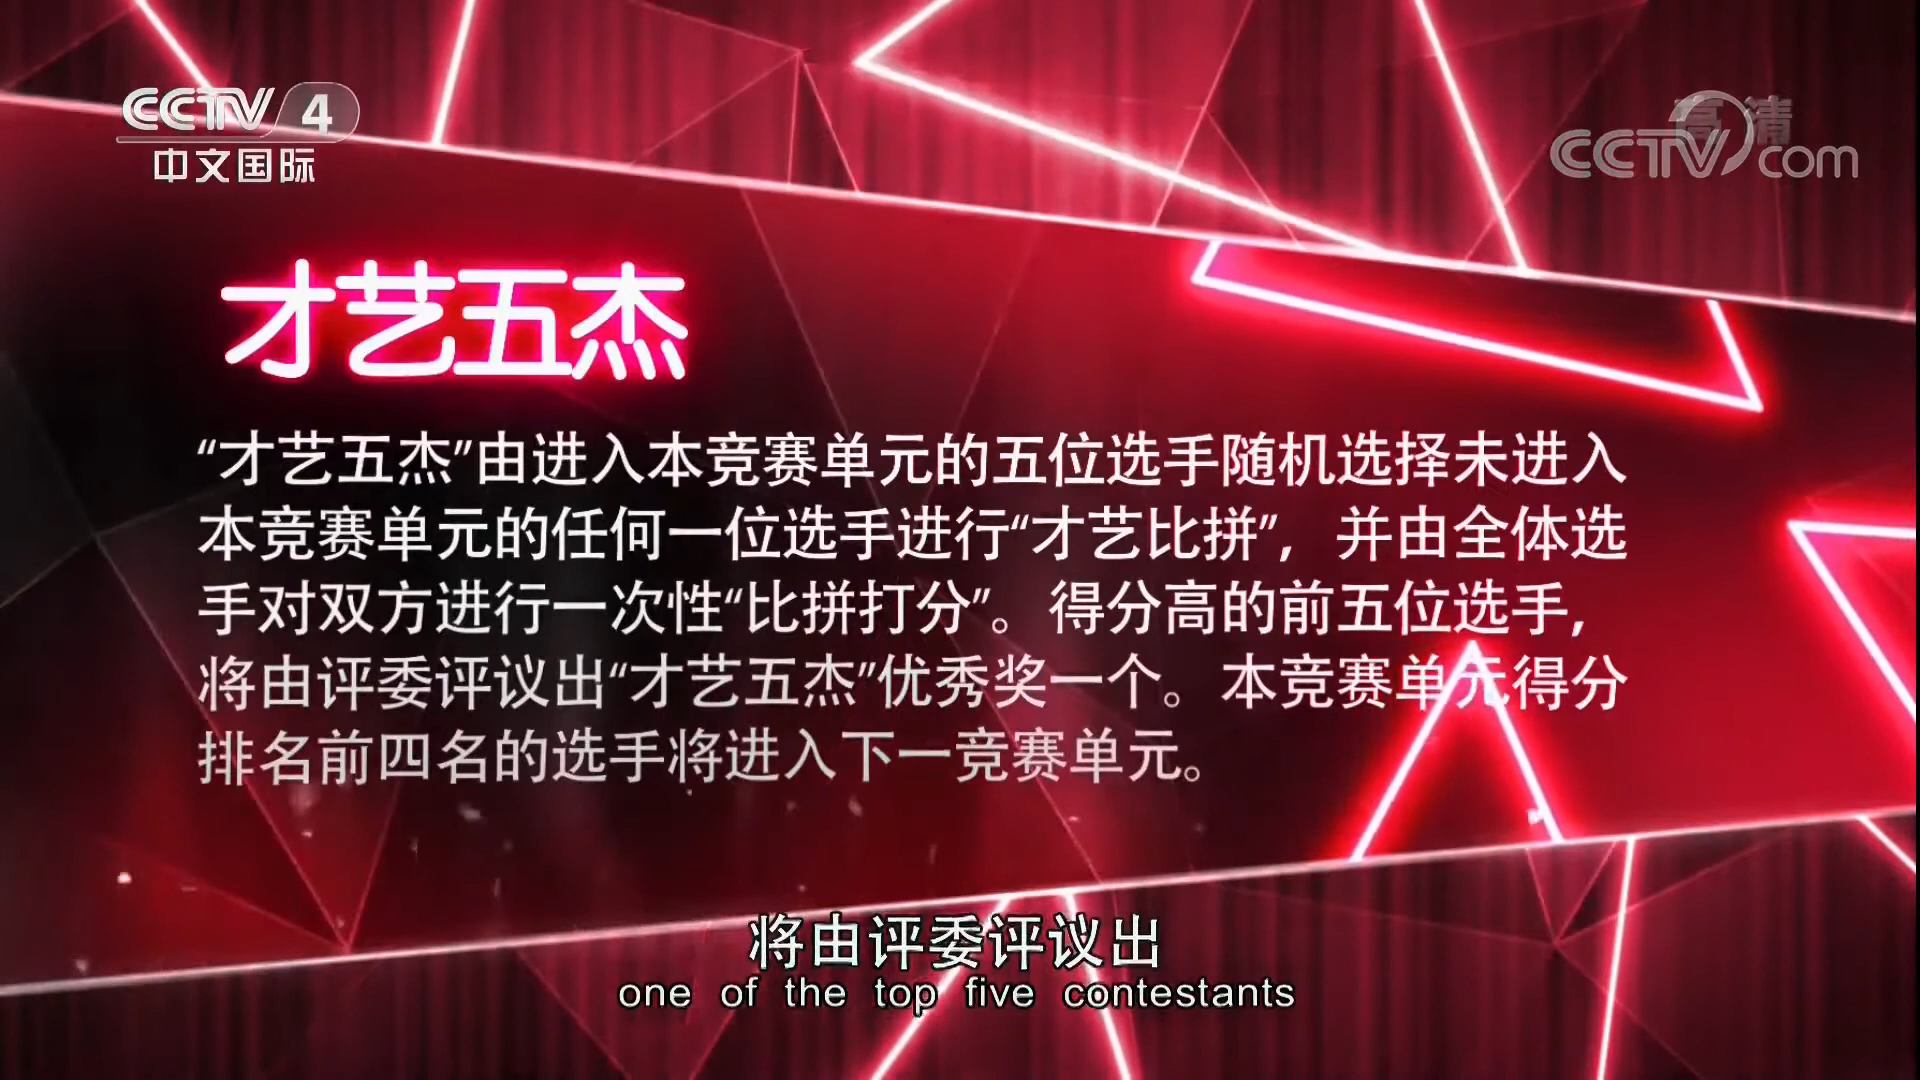 CCTV 4
中文国际
高清
CCTV.com
才艺五杰
“才艺五杰”由进入本竞赛单元的五位选手随机选择未进入
本竞赛单元的任何一位选手进行“才艺比拼”，并由全体选
手对双方进行一次性“比拼打分”。得分高的前五位选手，
将由评委评议出“才艺五杰”优秀奖一个。本竞赛单元得分
排名前四名的选手将进入下一竞赛单元。
将由评委评议出
one of the top five contestants